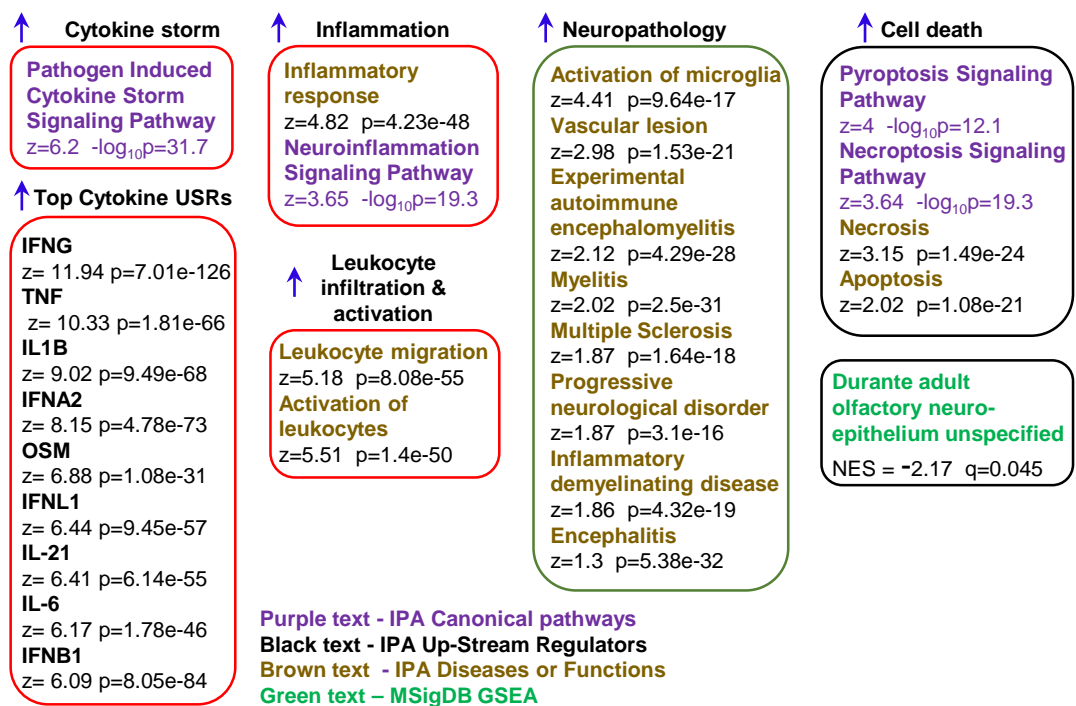 Cytokine storm
Pathogen Induced
Cytokine Storm
Signaling Pathway
z=6.2 -log₁₀p=31.7
Top Cytokine USRs
IFNG
z= 11.94 p=7.01e-126
TNF
z= 10.33 p=1.81e-66
IL1B
z= 9.02 p=9.49e-68
IFNA2
z= 8.15 p=4.78e-73
OSM
z= 6.88 p=1.08e-31
IFNL1
z= 6.44 p=9.45e-57
IL-21
z= 6.41 p=6.14e-55
IL-6
z= 6.17 p=1.78e-46
IFNB1
z= 6.09 p=8.05e-84
Inflammation
Inflammatory
response
z=4.82 p=4.23e-48
Neuroinflammation
Signaling Pathway
z=3.65 -log₁₀p=19.3
Leukocyte
infiltration &
activation
Leukocyte migration
z=5.18 p=8.08e-55
Activation of
leukocytes
z=5.51 p=1.4e-50
Neuropathology
Activation of microglia
z=4.41 p=9.64e-17
Vascular lesion
z=2.98 p=1.53e-21
Experimental
autoimmune
encephalomyelitis
z=2.12 p=4.29e-28
Myelitis
z=2.02 p=2.5e-31
Multiple Sclerosis
z=1.87 p=1.64e-18
Progressive
neurological disorder
z=1.87 p=3.1e-16
Inflammatory
demyelinating disease
z=1.86 p=4.32e-19
Encephalitis
z=1.3 p=5.38e-32
Cell death
Pyroptosis Signaling
Pathway
z=4 -log₁₀p=12.1
Necroptosis Signaling
Pathway
z=3.64 -log₁₀p=19.3
Necrosis
z=3.15 p=1.49e-24
Apoptosis
z=2.02 p=1.08e-21
Durante adult
olfactory neuro-
epithelium unspecified
NES = -2.17 q=0.045
Purple text - IPA Canonical pathways
Black text - IPA Up-Stream Regulators
Brown text - IPA Diseases or Functions
Green text – MSigDB GSEA